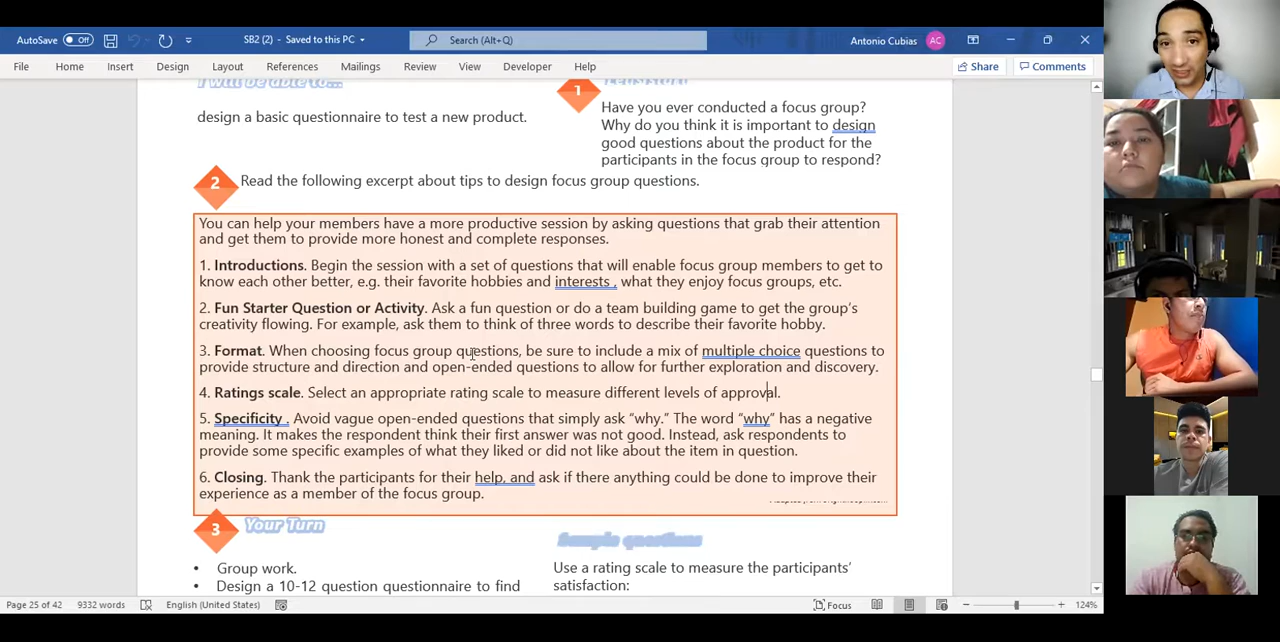 AutoSave Off SB2 (2) - Saved to this PC Search (Alt+Q) Antonio Cubias AC
File Home Insert Design Layout References Mailings Review View Developer Help Share Comments
I will be able to...
design a basic questionnaire to test a new product.
1
Have you ever conducted a focus group?
Why do you think it is important to design
good questions about the product for the
participants in the focus group to respond?
2 Read the following excerpt about tips to design focus group questions.
You can help your members have a more productive session by asking questions that grab their attention
and get them to provide more honest and complete responses.
1. Introductions. Begin the session with a set of questions that will enable focus group members to get to
know each other better, e.g. their favorite hobbies and interests , what they enjoy focus groups, etc.
2. Fun Starter Question or Activity. Ask a fun question or do a team building game to get the group's
creativity flowing. For example, ask them to think of three words to describe their favorite hobby.
3. Format. When choosing focus group questions, be sure to include a mix of multiple choice questions to
provide structure and direction and open-ended questions to allow for further exploration and discovery.
4. Ratings scale. Select an appropriate rating scale to measure different levels of approval.
5. Specificity . Avoid vague open-ended questions that simply ask “why.” The word “why” has a negative
meaning. It makes the respondent think their first answer was not good. Instead, ask respondents to
provide some specific examples of what they liked or did not like about the item in question.
6. Closing. Thank the participants for their help, and ask if there anything could be done to improve their
experience as a member of the focus group.
3 Your Turn
Sample questions
• Group work.
• Design a 10-12 question questionnaire to find
Use a rating scale to measure the participants’
satisfaction:
Page 25 of 42 9332 words English (United States) Focus 124%